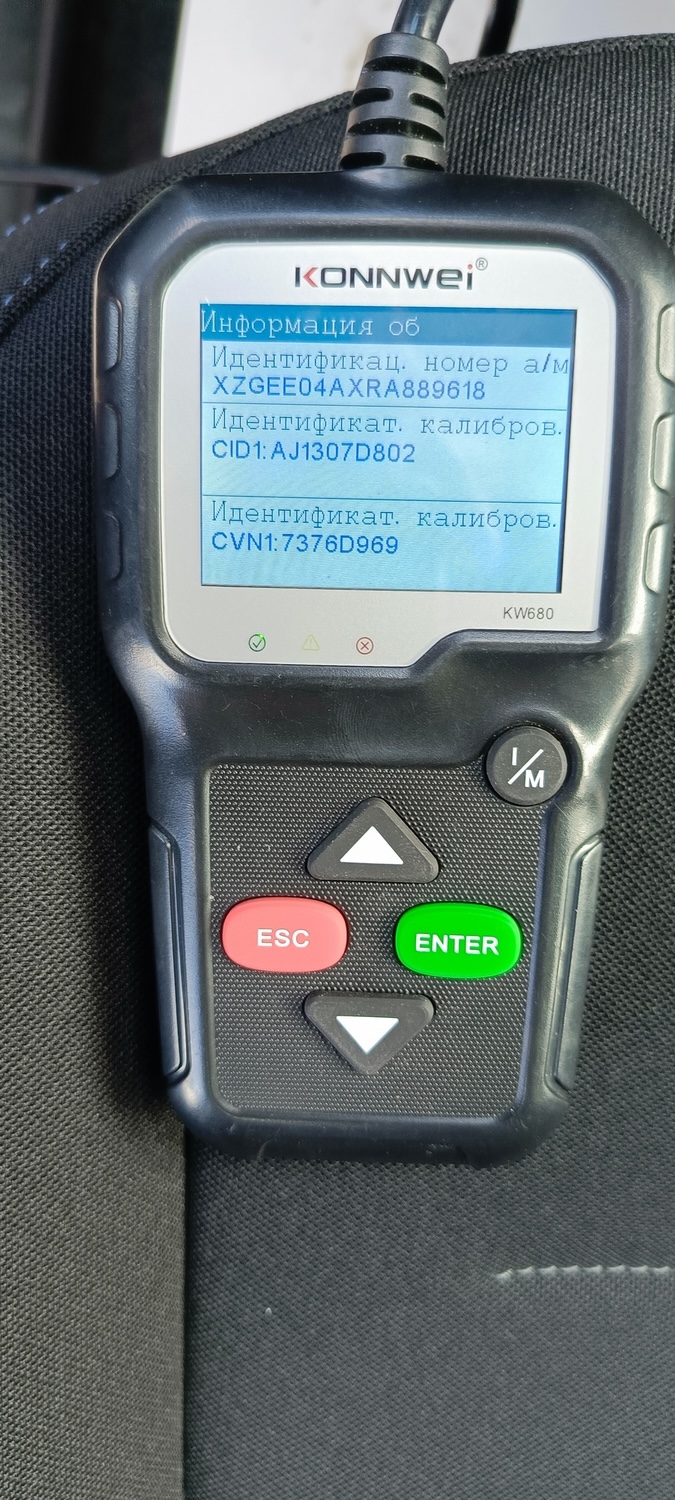 KONNWEI®
Информация об
Идентификац. номер а/м
XZGEE04AXRA889618
Идентификат. калибров.
CID1:AJ1307D802
Идентификат. калибров.
CVN1:7376D969
KW680
I/M
ESC
ENTER